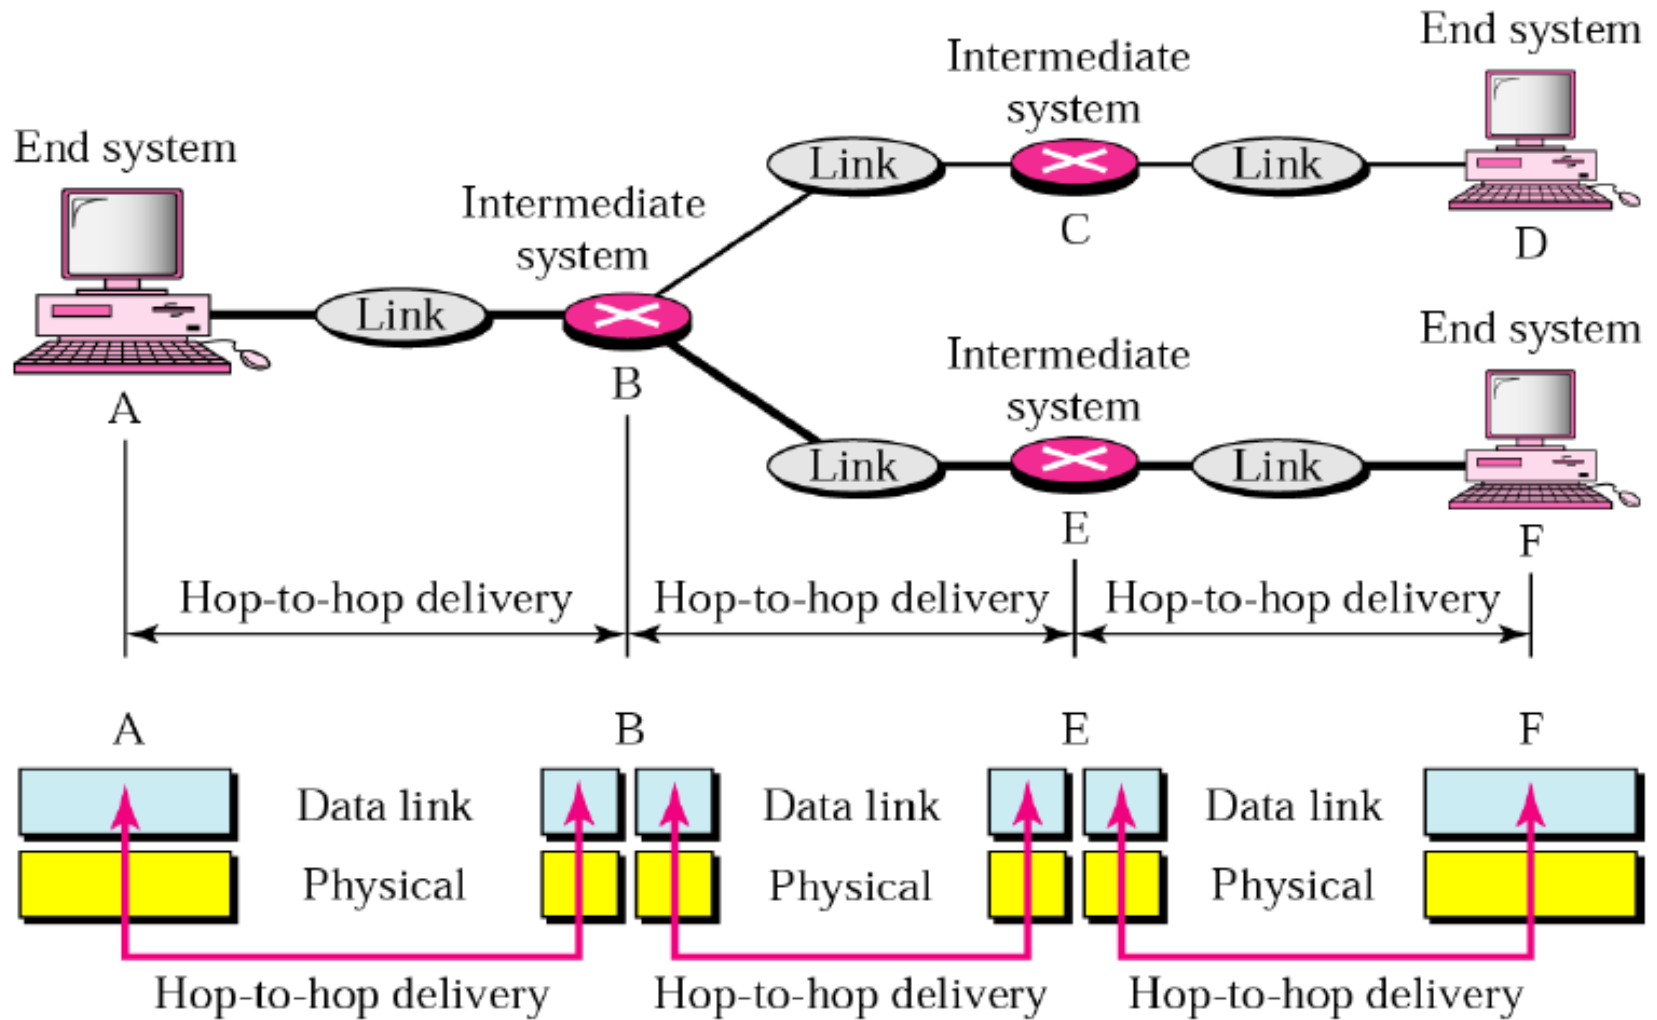 End system
Intermediate
system
End system
Link
C
Link
D
Intermediate
system
Link
B
A
Intermediate
system
End system
Link
E
Link
F
Hop-to-hop delivery
Hop-to-hop delivery
Hop-to-hop delivery
A
B
E
F
Data link
Data link
Data link
Physical
Physical
Physical
Hop-to-hop delivery
Hop-to-hop delivery
Hop-to-hop delivery